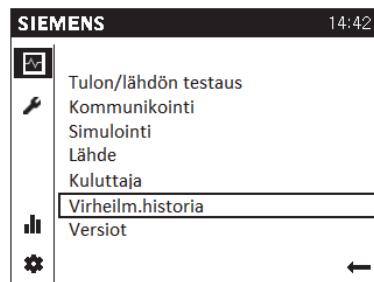 SIEMENS 14:42
Tulon/lähdön testaus
Kommunikointi
Simulointi
Lähde
Kuluttaja
Virheilm.historia
Versiot